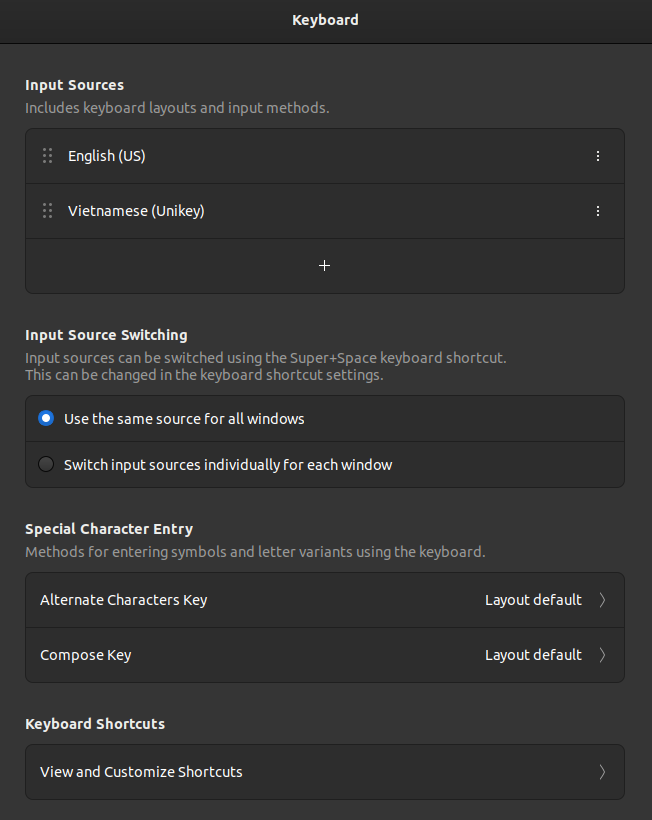 Keyboard
Input Sources
Includes keyboard layouts and input methods.
English (US)
Vietnamese (Unikey)
Input Source Switching
Input sources can be switched using the Super+Space keyboard shortcut.
This can be changed in the keyboard shortcut settings.
Use the same source for all windows
Switch input sources individually for each window
Special Character Entry
Methods for entering symbols and letter variants using the keyboard.
Alternate Characters Key Layout default
Compose Key Layout default
Keyboard Shortcuts
View and Customize Shortcuts